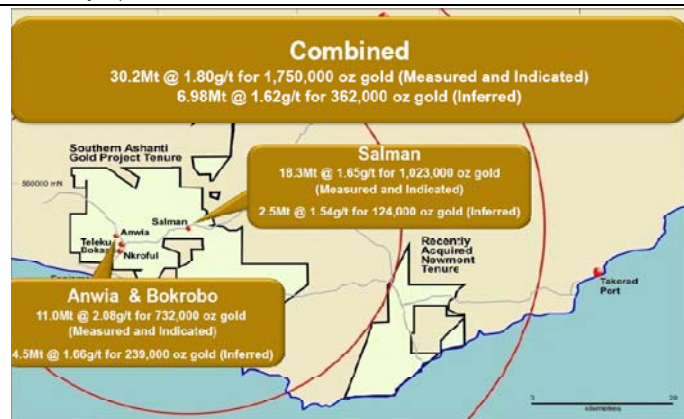 Combined
30.2Mt @ 1.80g/t for 1,750,000 oz gold (Measured and Indicated)
6.98Mt @ 1.62g/t for 362,000 oz gold (Inferred)
Southern Ashanti
Gold Project Tenure
Salman
18.3Mt @ 1.65g/t for 1,023,000 oz gold
(Measured and Indicated)
2.5Mt @ 1.54g/t for 124,000 oz gold (Inferred)
Salman
Anwia
Teleku
Nkroful
Recently
Acquired
Newmont
Tenure
Takorad
Port
Anwia & Bokrobo
11.0Mt @ 2.08g/t for 732,000 oz gold
(Measured and Indicated)
4.5Mt @ 1.66g/t for 239,000 oz gold (Inferred)
kilometres